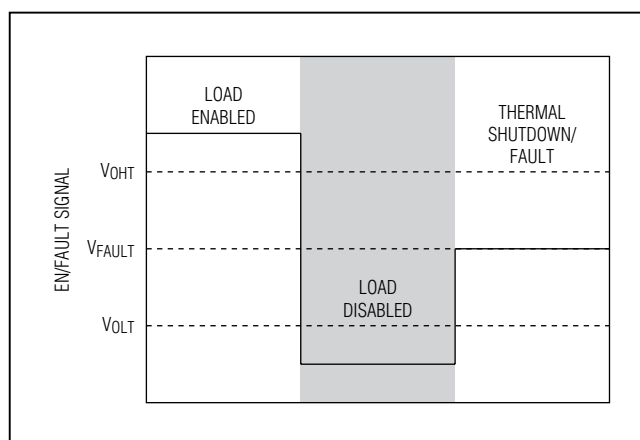 EN/FAULT SIGNAL
VOHT
VFAULT
VOLT
LOAD
ENABLED
LOAD
DISABLED
THERMAL
SHUTDOWN/
FAULT